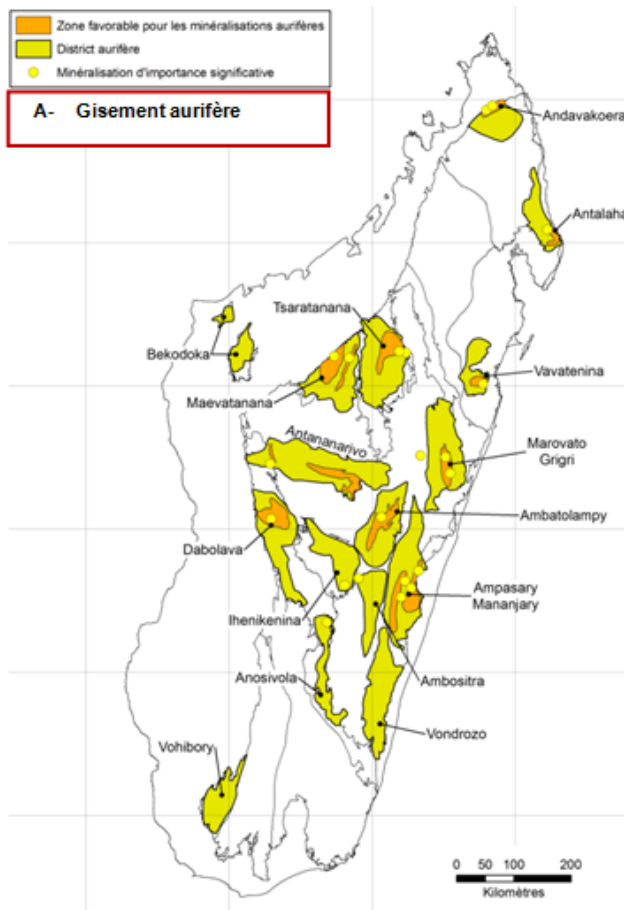 Zone favorable pour les minéralisations aurifères
District aurifère
Minéralisation d'importance significative
A- Gisement aurifère
Andavakoera
Antalaha
Tsaratanana
Bekodoka
Maevatanana
Vavatenina
Antananarivo
Marovato
Grigri
Ambatolampy
Dabolava
Ampasary
Mananjary
Ihenikenina
Ambositra
Anosivola
Vondrozo
Vohibory
0 50 100 200
Kilomètres